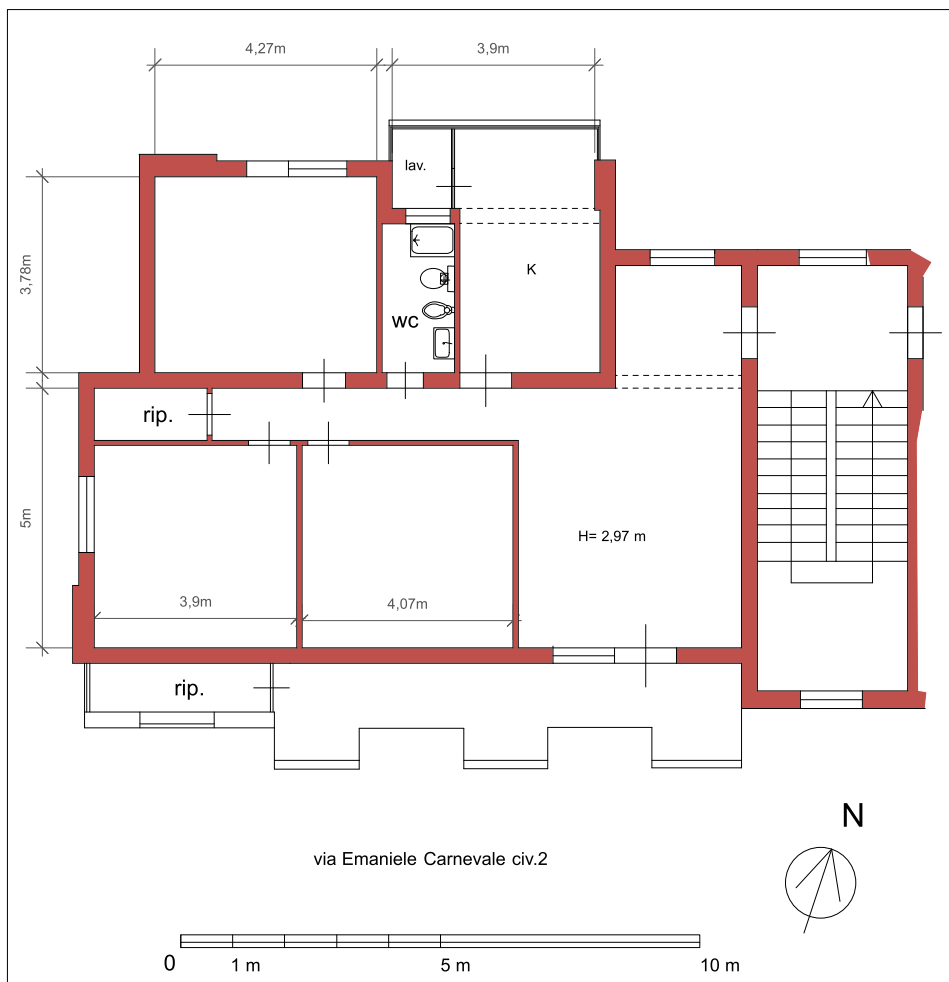 4,27m
3,9m
lav.
3,78m
K
wc
rip.
5m
H= 2,97 m
3,9m
4,07m
rip.
N
via Emaniele Carnevale civ.2
0
1 m
5 m
10 m